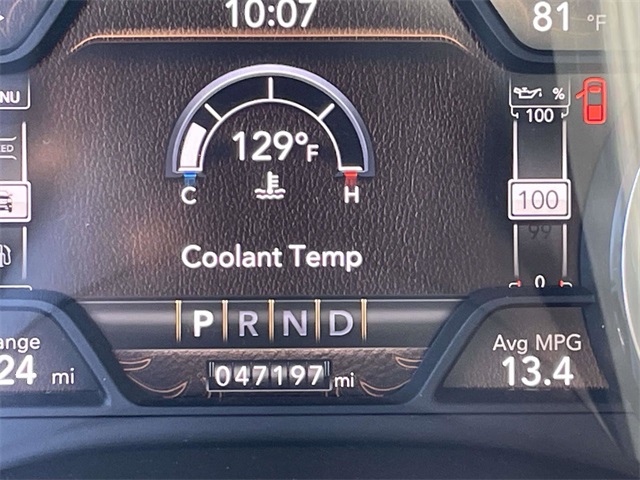 10:07
81 °F
NU
%
100
129°F
C
H
100
99
0
Coolant Temp
P R N D
ange
24 mi
047197 mi
Avg MPG
13.4